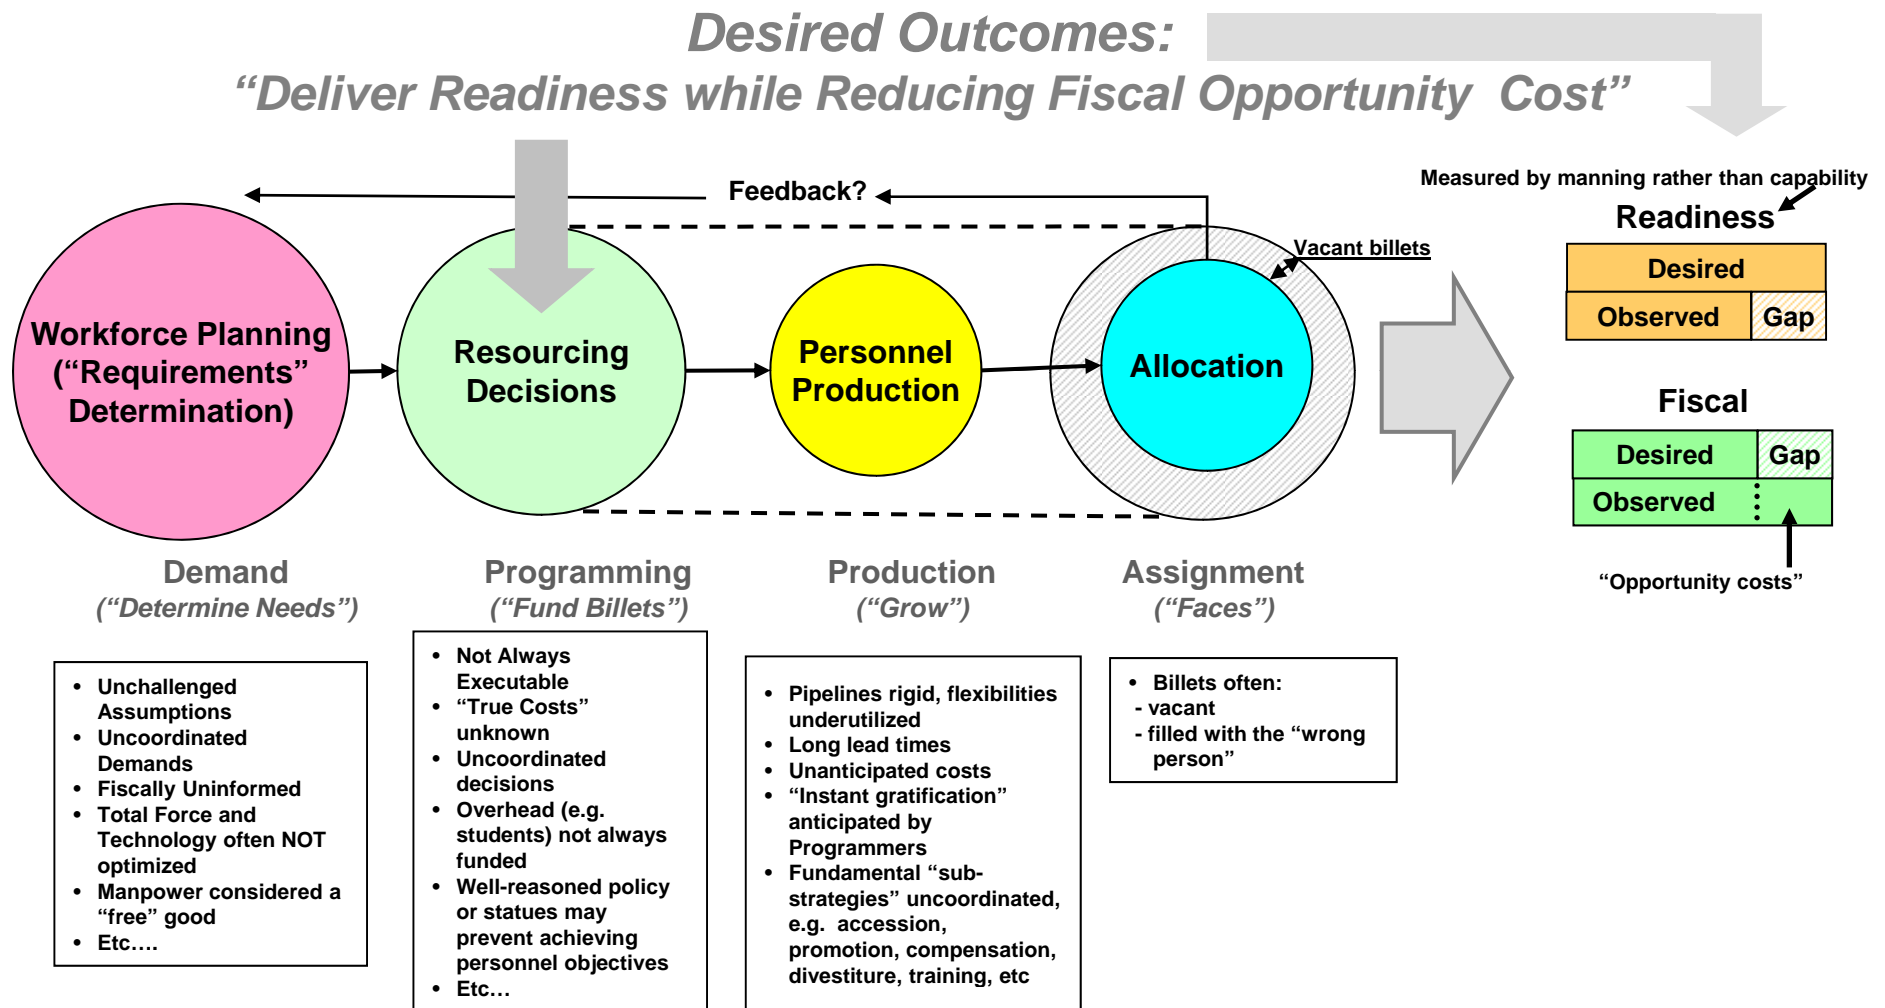 Desired Outcomes:
“Deliver Readiness while Reducing Fiscal Opportunity Cost”
Feedback?
Vacant billets
Workforce Planning
(“Requirements”
Determination)
Resourcing
Decisions
Personnel
Production
Allocation
Measured by manning rather than capability
Readiness
Desired
Observed
Gap
Fiscal
Desired
Gap
Observed
“Opportunity costs”
Demand
(“Determine Needs”)
• Unchallenged
Assumptions
• Uncoordinated
Demands
• Fiscally Uninformed
• Total Force and
Technology often NOT
optimized
• Manpower considered a
“free” good
• Etc….
Programming
(“Fund Billets”)
• Not Always
Executable
• “True Costs”
unknown
• Uncoordinated
decisions
• Overhead (e.g.
students) not always
funded
• Well-reasoned policy
or statues may
prevent achieving
personnel objectives
• Etc…
Production
(“Grow”)
• Pipelines rigid, flexibilities
underutilized
• Long lead times
• Unanticipated costs
• “Instant gratification”
anticipated by
Programmers
• Fundamental “sub-
strategies” uncoordinated,
e.g. accession,
promotion, compensation,
divestiture, training, etc
Assignment
(“Faces”)
• Billets often:
- vacant
- filled with the “wrong
person”